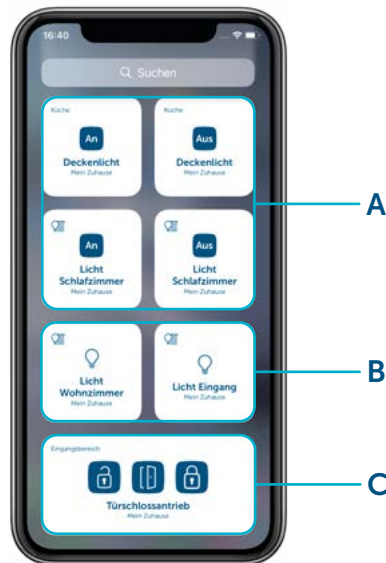 16:40
Suchen
Küche
An
Deckenlicht
Mein Zuhause
Küche
Aus
Deckenlicht
Mein Zuhause
A
An
Licht
Schlafzimmer
Mein Zuhause
Aus
Licht
Schlafzimmer
Mein Zuhause
Licht
Wohnzimmer
Mein Zuhause
Licht Eingang
Mein Zuhause
B
Eingangsbereich
Türschlossantrieb
Mein Zuhause
C